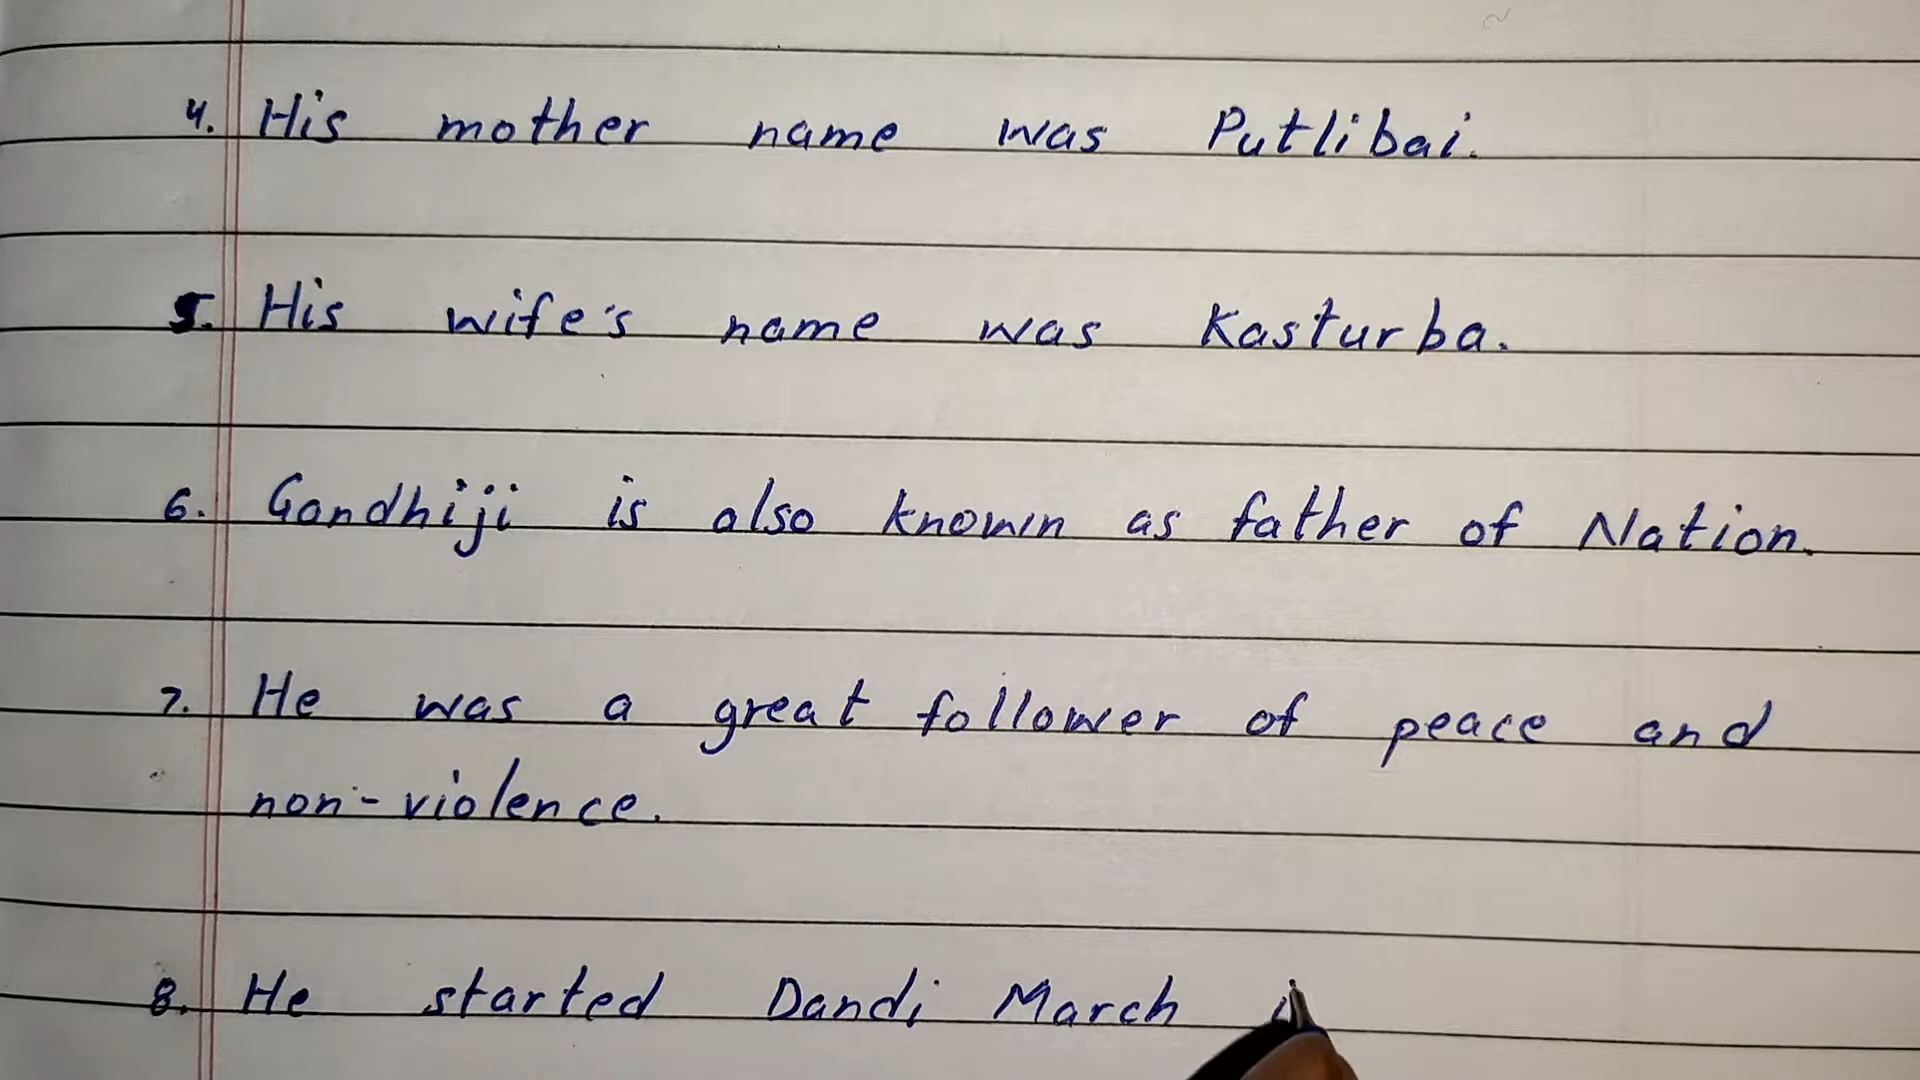 4. His mother name was Putlibai.
5. His wife's name was Kasturba.
6. Gandhiji is also known as father of Nation.
7. He was a great follower of peace and
non-violence.
8. He started Dandi March